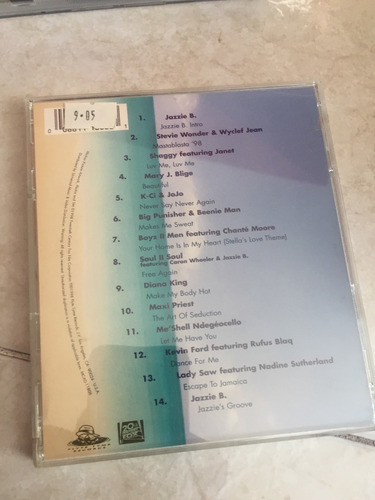 9.05
1. Jazzie B.
Jazzie B. Intro
2. Stevie Wonder & Wyclef Jean
Mastablasta '98
3. Shaggy featuring Janet
Luv Me, Luv Me
4. Mary J. Blige
Beautiful
5. K-Ci & JoJo
Never Say Never Again
6. Big Punisher & Beenie Man
Makes Me Sweat
7. Boyz II Men featuring Chanté Moore
Your Home Is In My Heart (Stella's Love Theme)
8. Soul II Soul
featuring Caron Wheeler & Jazzie B.
Free Again
9. Diana King
Make My Body Hot
10. Maxi Priest
The Art Of Seduction
11. Me'Shell Ndegéocello
Let Me Have You
12. Kevin Ford featuring Rufus Blaq
Dance For Me
13. Lady Saw featuring Nadine Sutherland
Escape To Jamaica
14. Jazzie B.
Jazzie's Groove